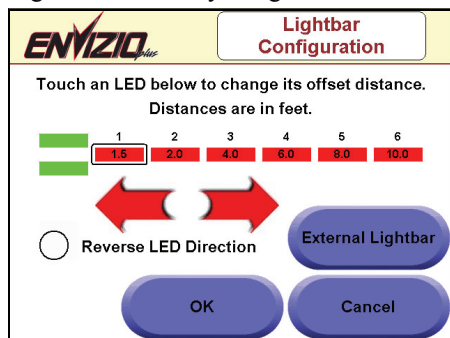 ENVIZIO plus
Lightbar
Configuration
Touch an LED below to change its offset distance.
Distances are in feet.
1 2 3 4 5 6
1.5 2.0 4.0 6.0 8.0 10.0
Reverse LED Direction
External Lightbar
OK
Cancel